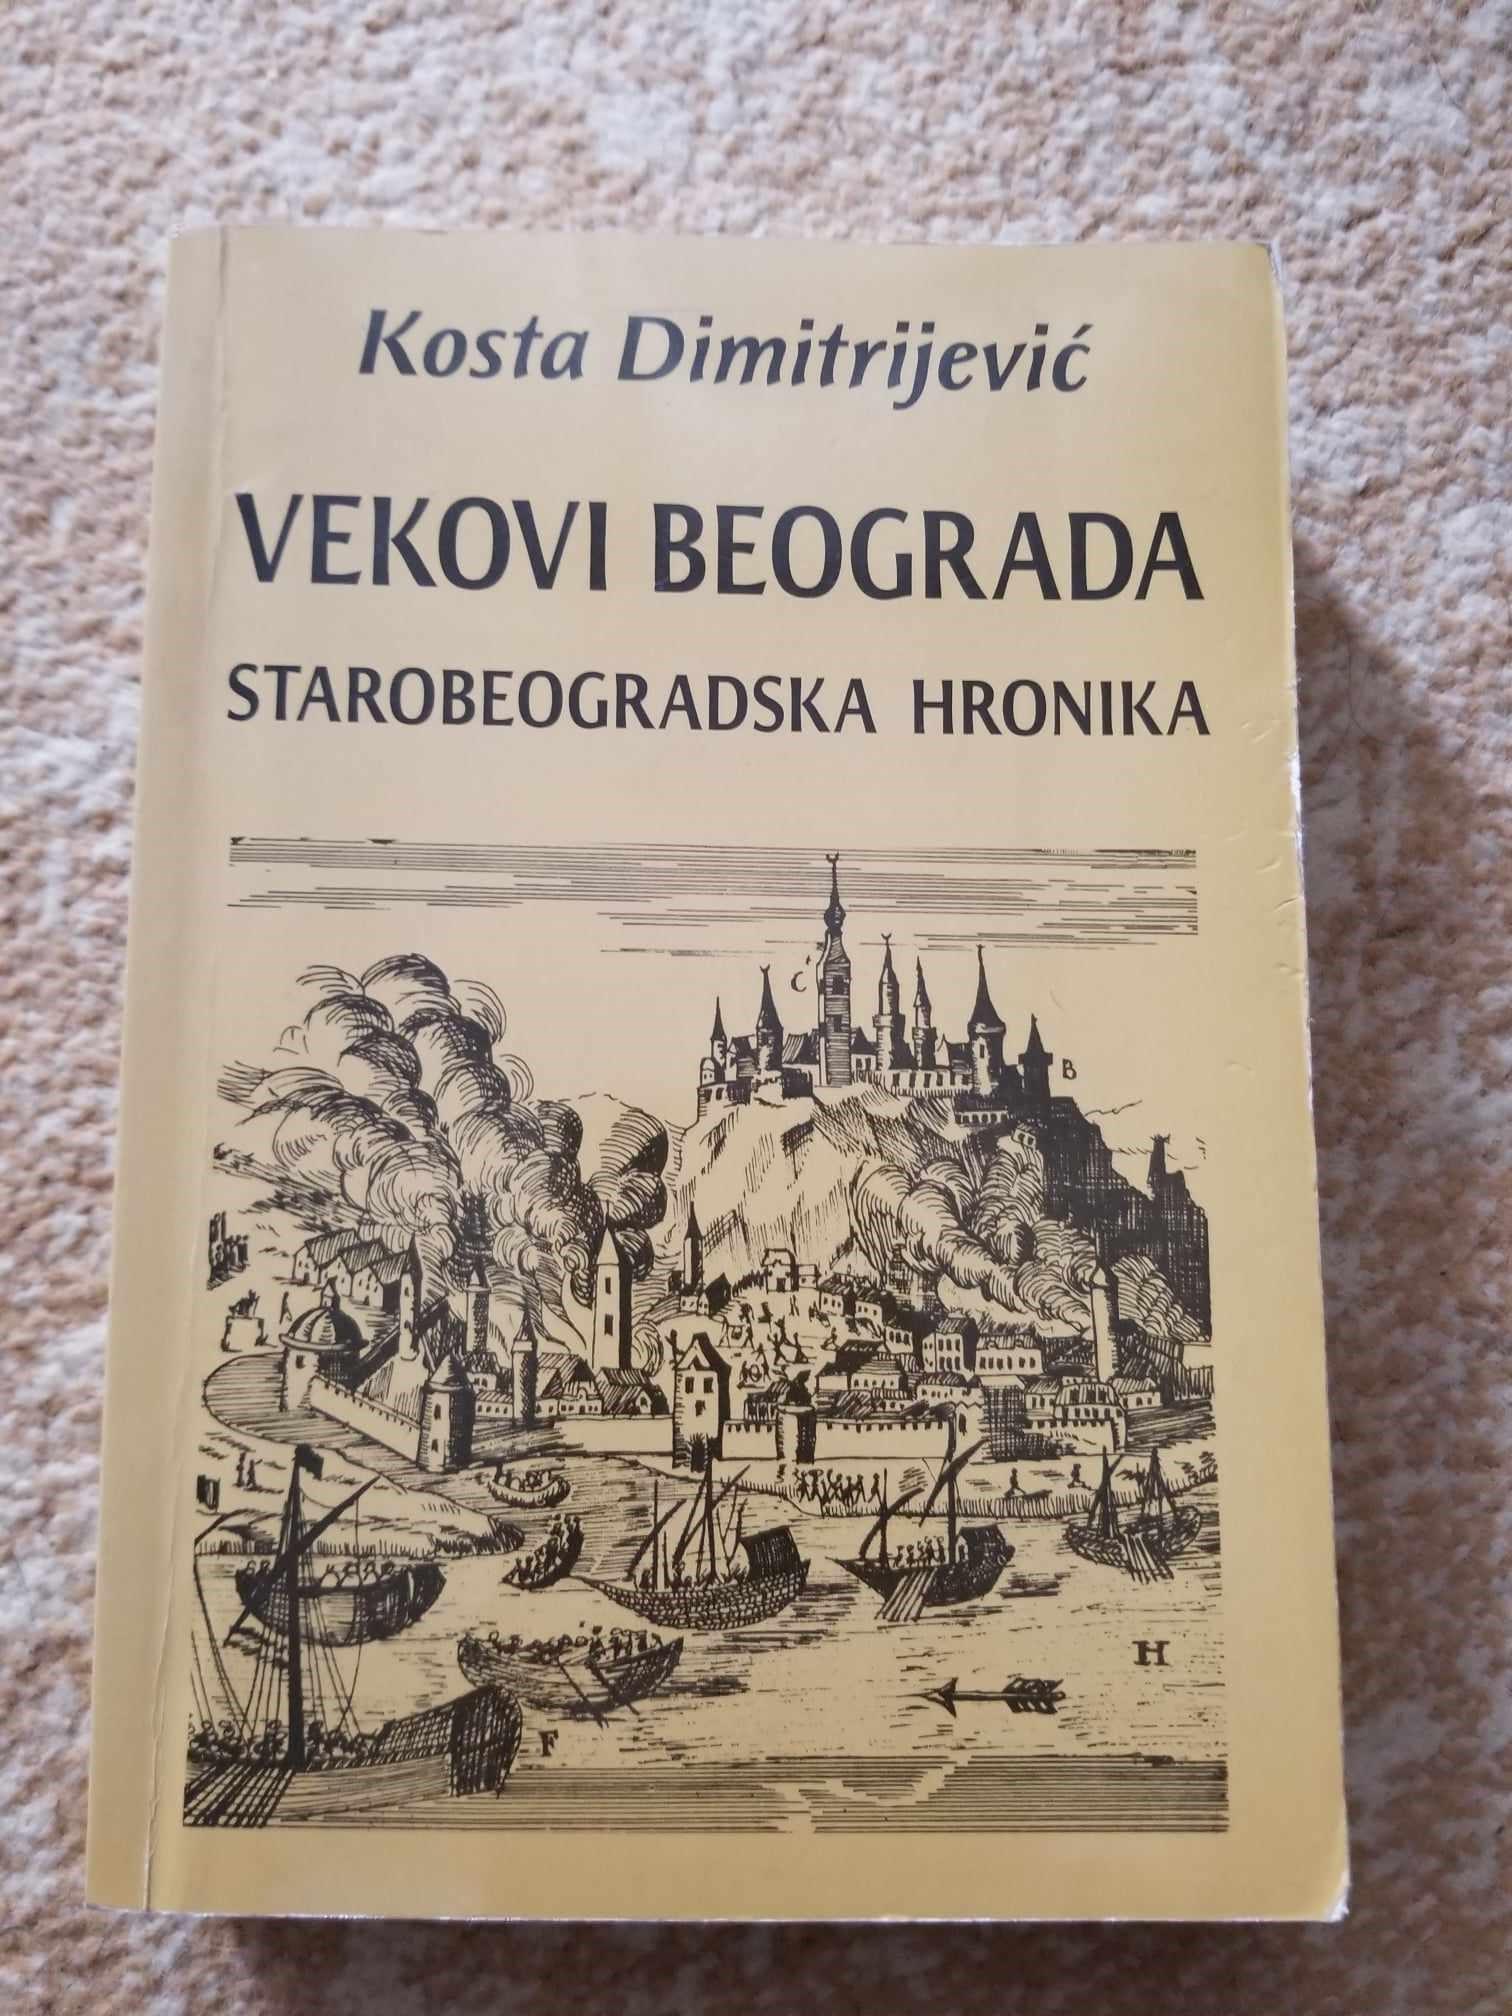 Kosta Dimitrijević
VEKOVI BEOGRADA
STAROBEOGRADSKA HRONIKA
C
B
A
H
F